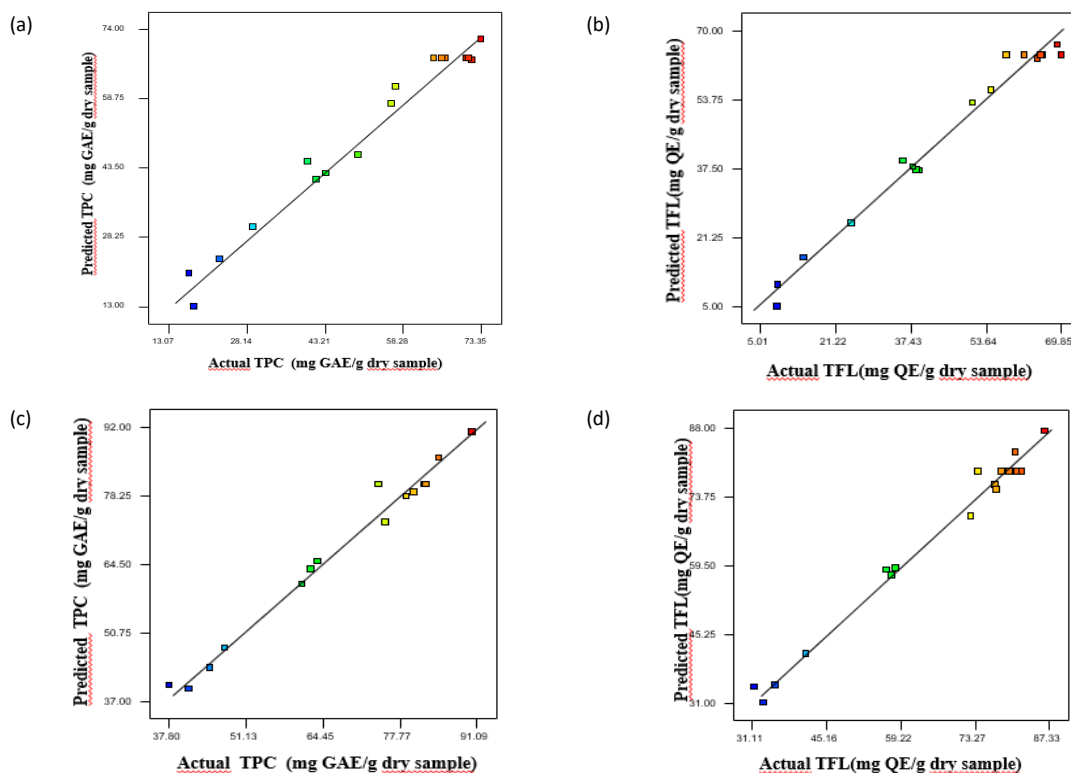 (a)
74.00
58.75
43.50
28.25
13.00
Predicted TPC (mg GAE/g dry sample)
13.07 28.14 43.21 58.28 73.35
Actual TPC (mg GAE/g dry sample)
(b)
70.00
53.75
37.50
21.25
5.00
Predicted TFL(mg QE/g dry sample)
5.01 21.22 37.43 53.64 69.85
Actual TFL(mg QE/g dry sample)
(c)
92.00
78.25
64.50
50.75
37.00
Predicted TPC (mg GAE/g dry sample)
37.80 51.13 64.45 77.77 91.09
Actual TPC (mg GAE/g dry sample)
(d)
88.00
73.75
59.50
45.25
31.00
Predicted TFL(mg QE/g dry sample)
31.11 45.16 59.22 73.27 87.33
Actual TFL(mg QE/g dry sample)